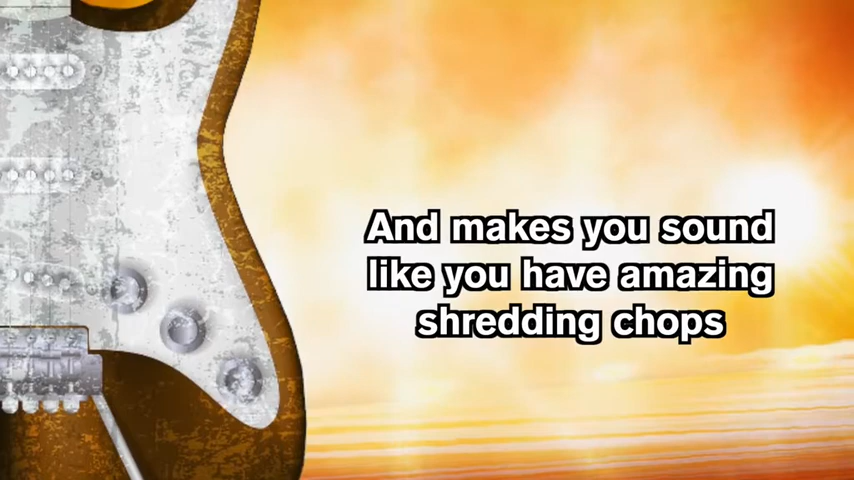 And makes you sound
like you have amazing
shredding chops